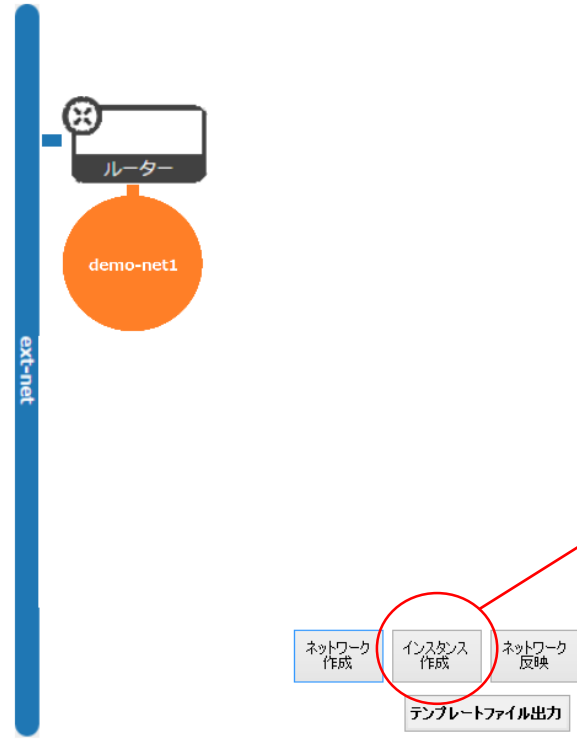 ルーター
demo-net1
ext-net
ネットワーク
作成
インスタンス
作成
ネットワーク
反映
テンプレートファイル出力